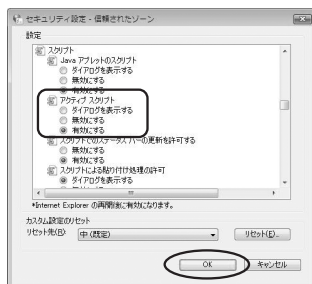 セキュリティ設定 - 信頼されたゾーン
設定
スクリプト
Java アプレットのスクリプト
ダイアログを表示する
無効にする
有効にする
アクティブ スクリプト
ダイアログを表示する
無効にする
有効にする
スクリプトでのステータス バーの更新を許可する
無効にする
有効にする
スクリプトによる貼り付け処理の許可
ダイアログを表示する
*Internet Explorer の再開後に有効になります。
カスタム設定のリセット
リセット先(R): 中 (既定) リセット(E)...
OK キャンセル